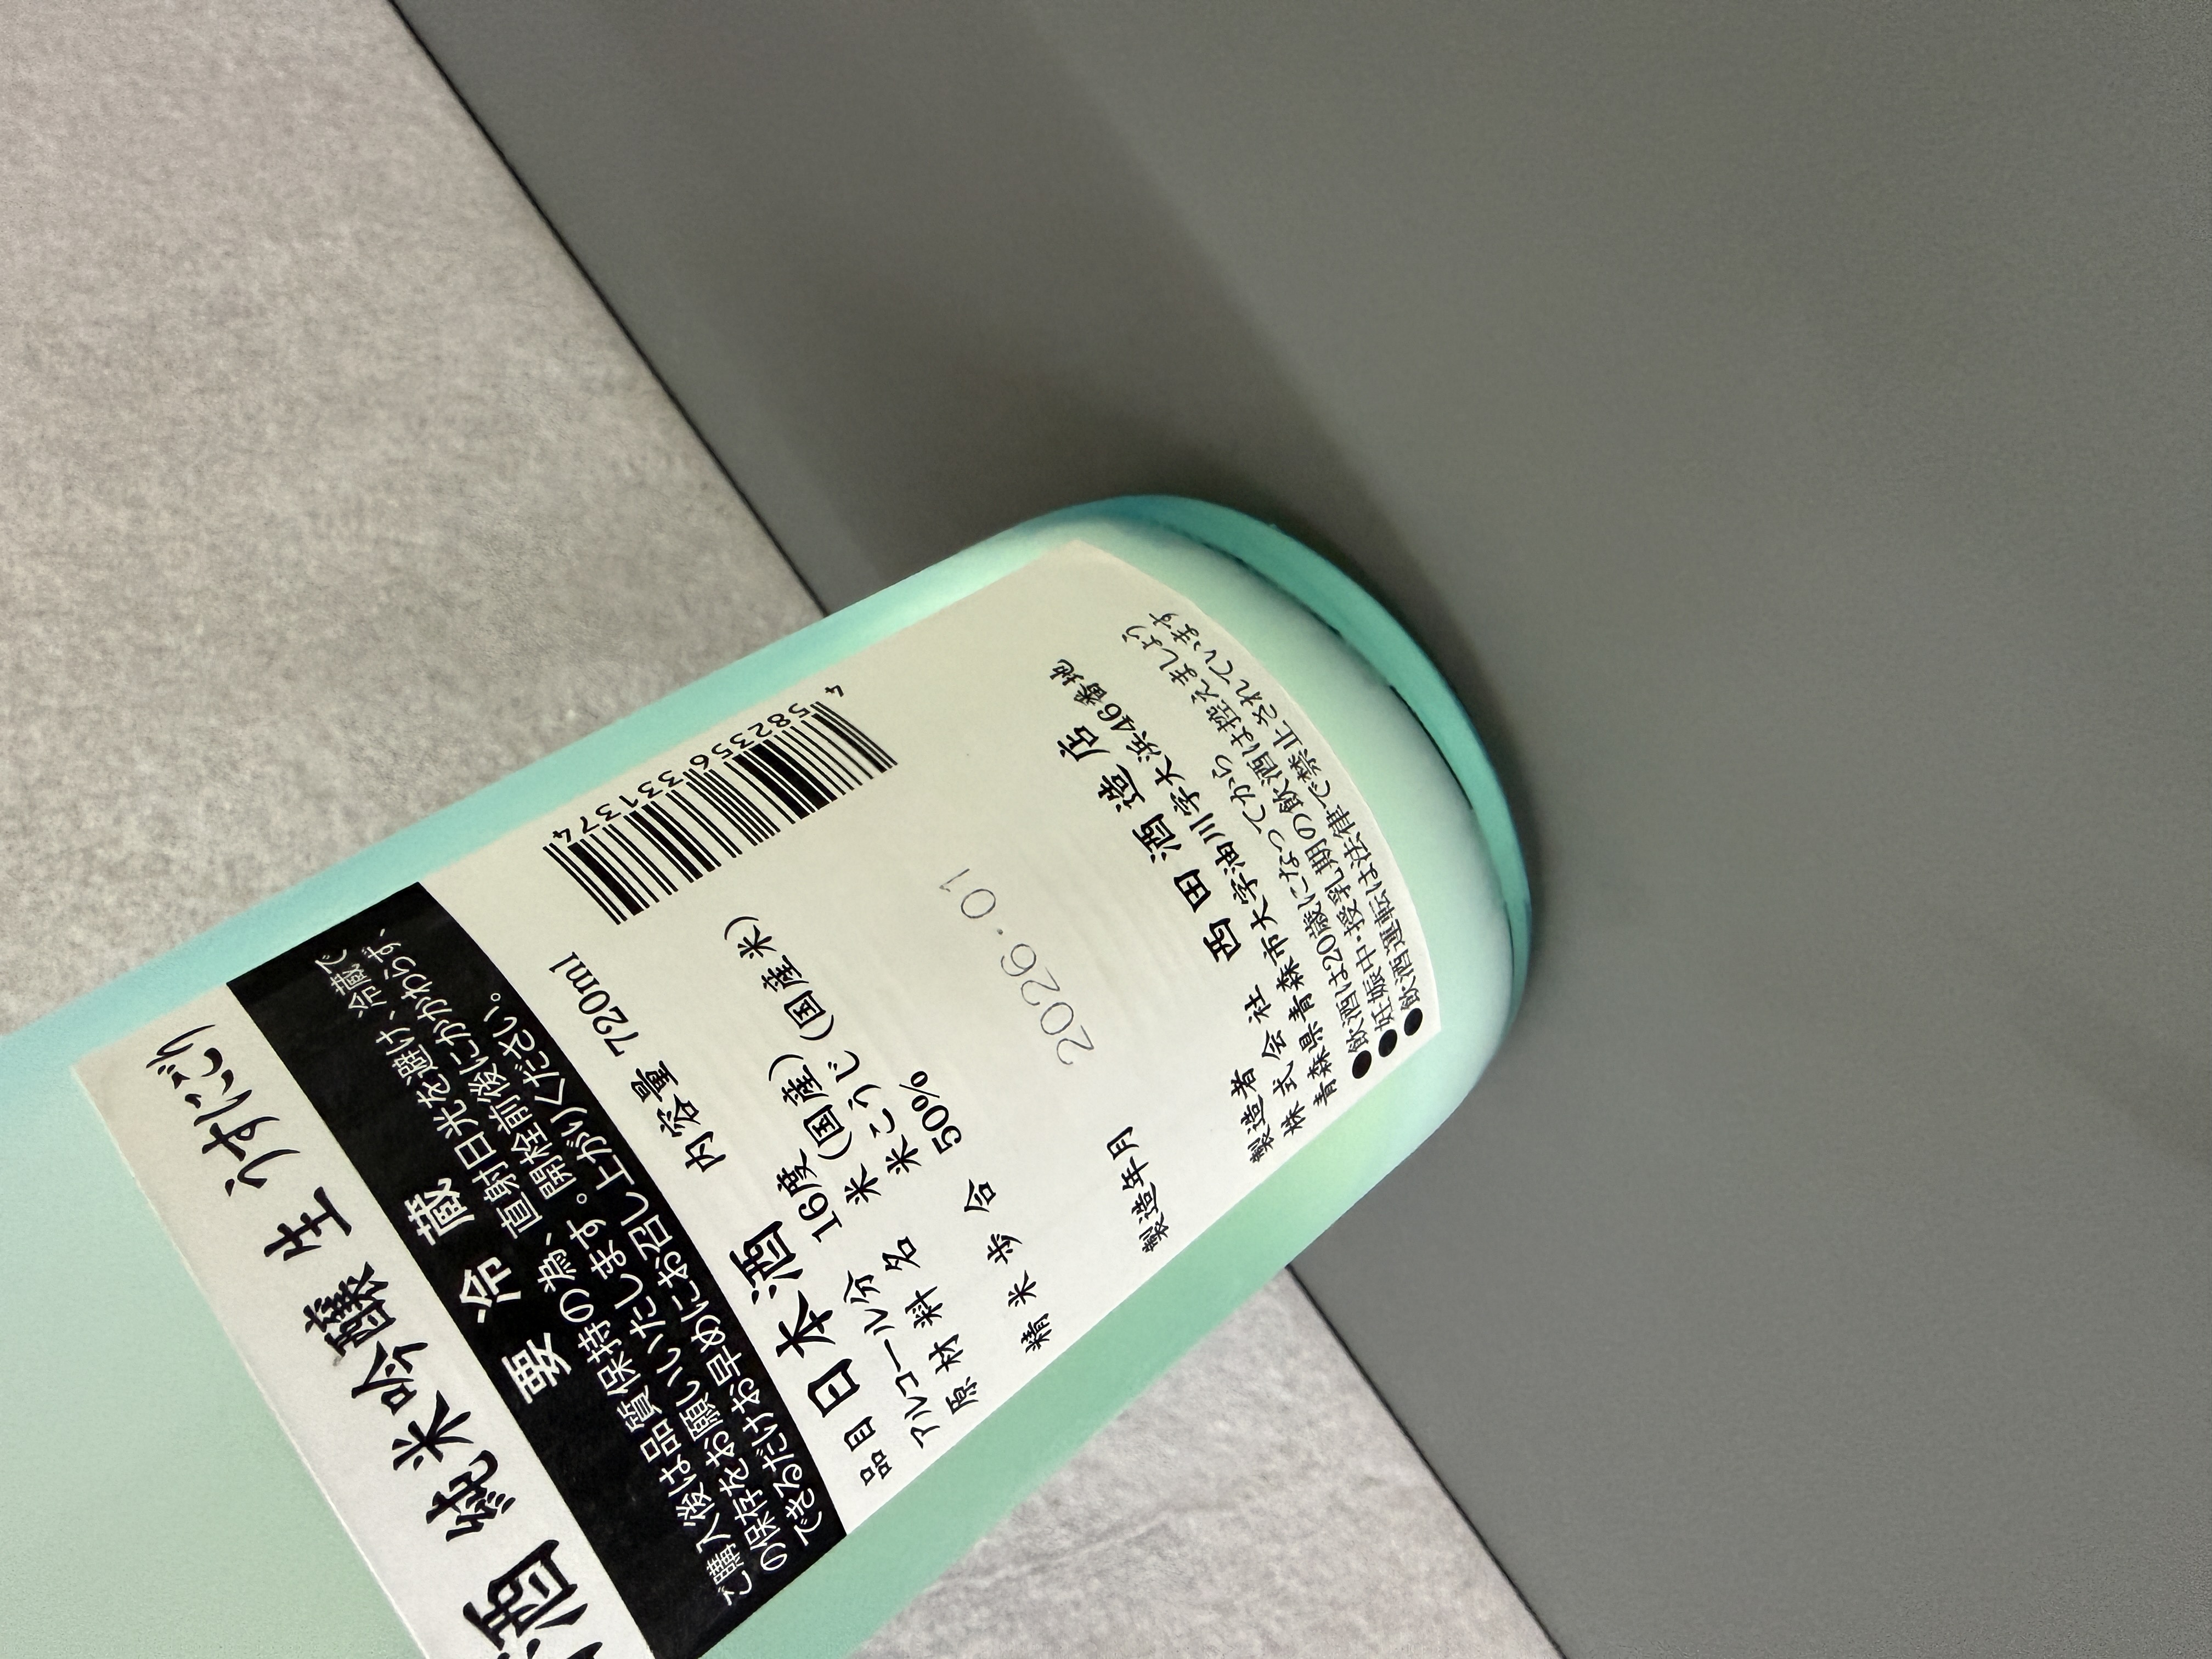 酒 純米吟醸 生 うすにごり
要冷蔵
ご購入後は品質保持の為、直射日光を避け、冷蔵で
の保存をお願いいたします。開栓前後にかかわらず、
できるだけお早めにお召し上がりください。
品目 日本酒 内容量 720ml
アルコール分 16度
原材料名 米(国産)
米こうじ(国産米)
精米歩合 50%
4582356331374
製造年月 2026.01
製造者
株式会社 西田酒造店
青森県青森市大字油川字大浜46番地
●飲酒は20歳になってから
●妊娠中・授乳期の飲酒は控えましょう
●飲酒運転は法律で禁止されています